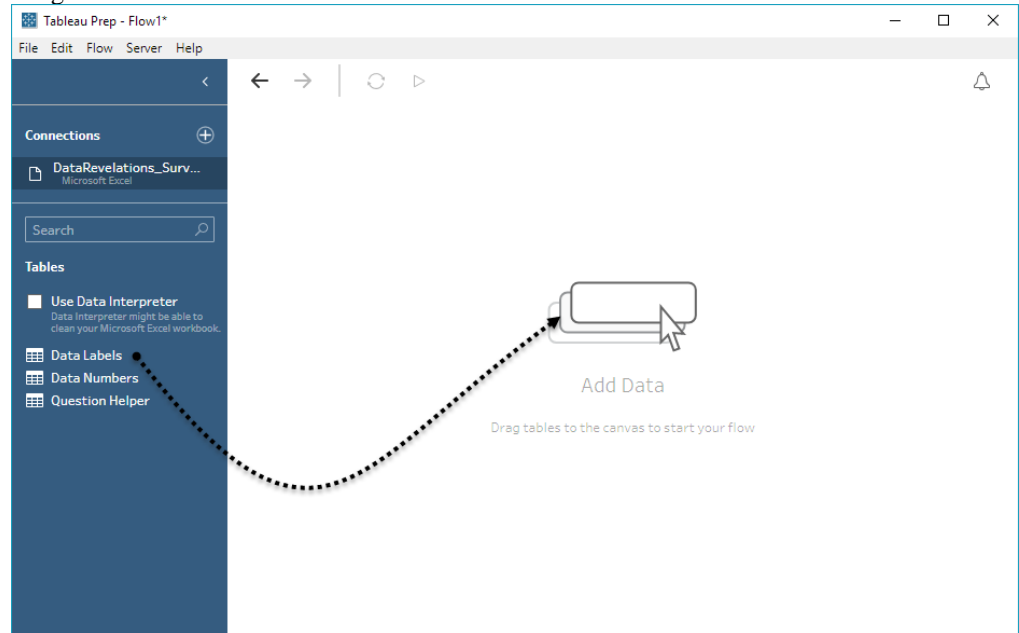 Tableau Prep - Flow1*
File Edit Flow Server Help
Connections
DataRevelations_Surv...
Microsoft Excel
Search
Tables
Use Data Interpreter
Data Interpreter might be able to
clean your Microsoft Excel workbook.
Data Labels
Data Numbers
Question Helper
Add Data
Drag tables to the canvas to start your flow